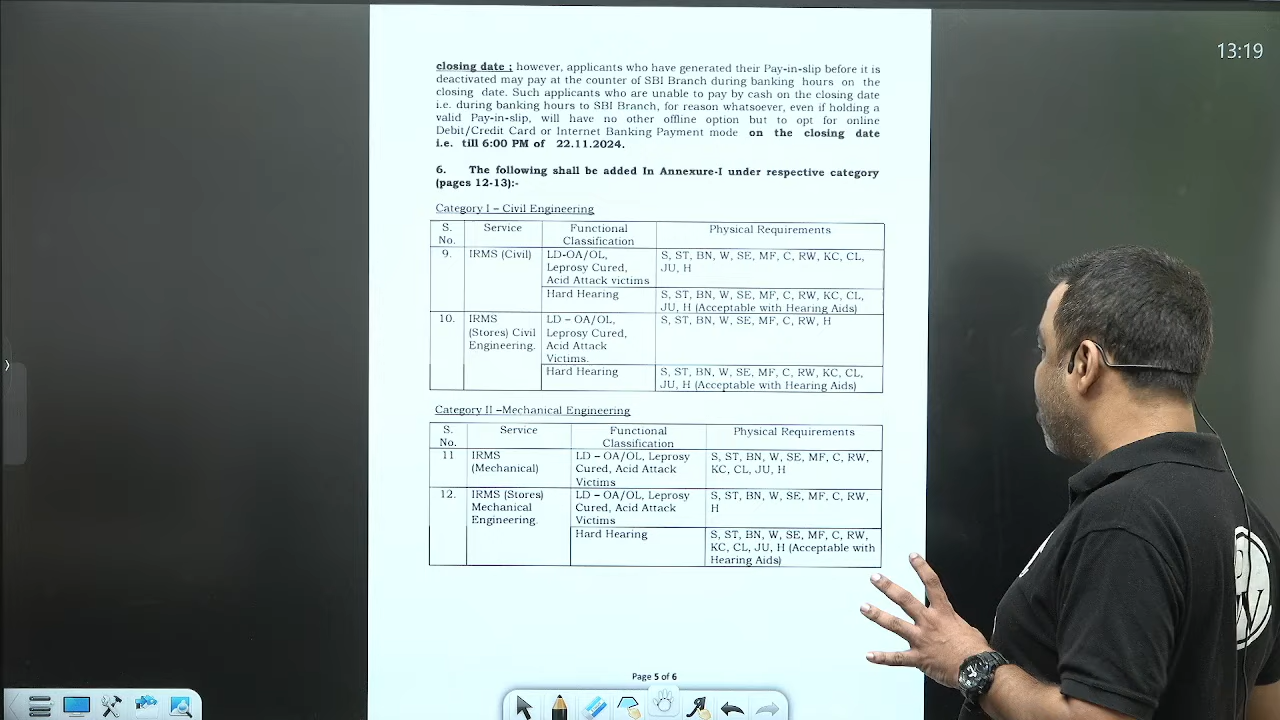 13:19
closing date ; however, applicants who have generated their Pay-in-slip before it is
deactivated may pay at the counter of SBI Branch during banking hours on the
closing date. Such applicants who are unable to pay by cash on the closing date
i.e. during banking hours to SBI Branch, for reason whatsoever, even if holding a
valid Pay-in-slip, will have no other offline option but to opt for online
Debit/Credit Card or Internet Banking Payment mode on the closing date
i.e. till 6:00 PM of 22.11.2024.
6. The following shall be added In Annexure-I under respective category
(pages 12-13):-
Category I – Civil Engineering
S. No. Service Functional Classification Physical Requirements
9. IRMS (Civil) LD-OA/OL, Leprosy Cured, Acid Attack victims S, ST, BN, W, SE, MF, C, RW, KC, CL, JU, H
Hard Hearing S, ST, BN, W, SE, MF, C, RW, KC, CL, JU, H (Acceptable with Hearing Aids)
10. IRMS (Stores) Civil Engineering. LD – OA/OL, Leprosy Cured, Acid Attack Victims. S, ST, BN, W, SE, MF, C, RW, H
Hard Hearing S, ST, BN, W, SE, MF, C, RW, KC, CL, JU, H (Acceptable with Hearing Aids)
Category II –Mechanical Engineering
S. No. Service Functional Classification Physical Requirements
11 IRMS (Mechanical) LD – OA/OL, Leprosy Cured, Acid Attack Victims S, ST, BN, W, SE, MF, C, RW, KC, CL, JU, H
12. IRMS (Stores) Mechanical Engineering. LD – OA/OL, Leprosy Cured, Acid Attack Victims S, ST, BN, W, SE, MF, C, RW, H
Hard Hearing S, ST, BN, W, SE, MF, C, RW, KC, CL, JU, H (Acceptable with Hearing Aids)
Page 5 of 6